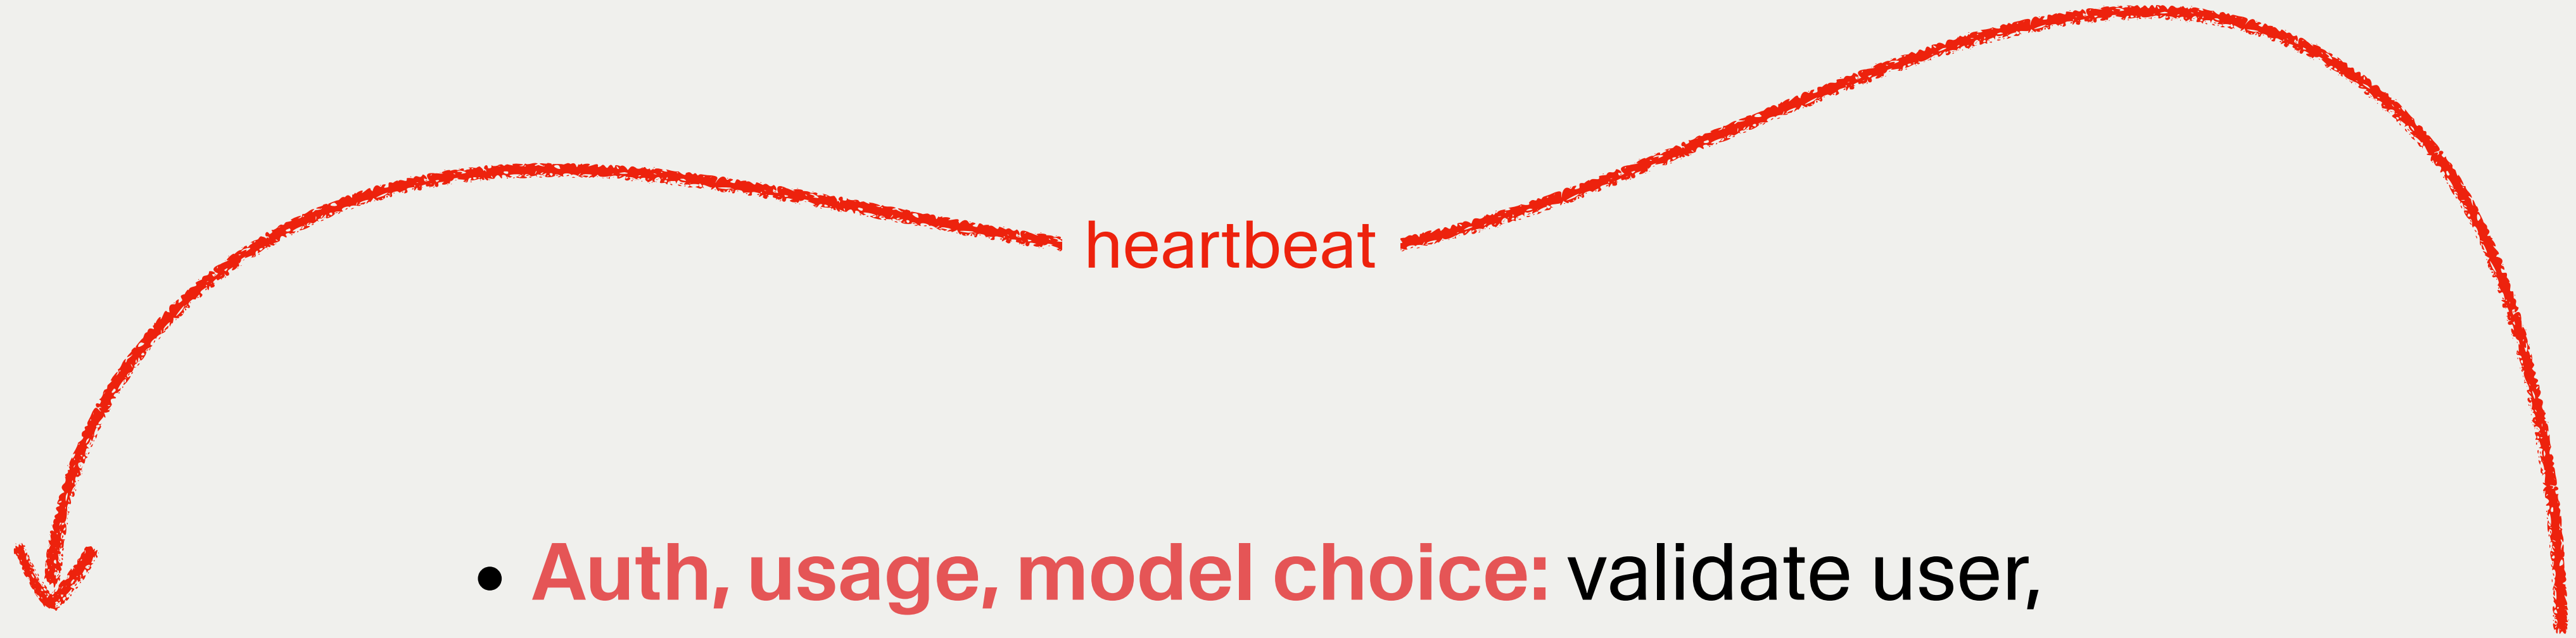 heartbeat
• Auth, usage, model choice: validate user,